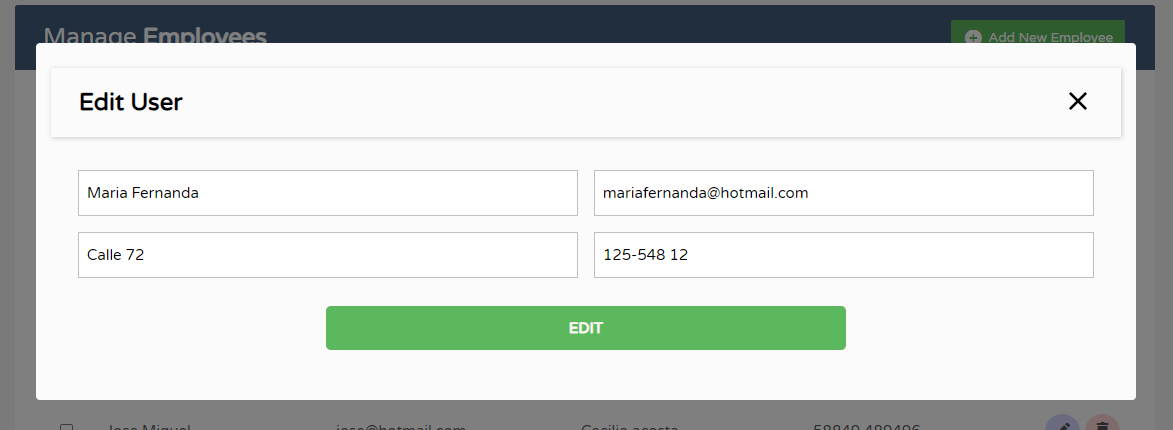 Manage Employees
Add New Employee
Edit User
Maria Fernanda
mariafernanda@hotmail.com
Calle 72
125-548 12
EDIT
Jose Miguel
jose@hotmail.com
Cecilio acosta
58849 489496